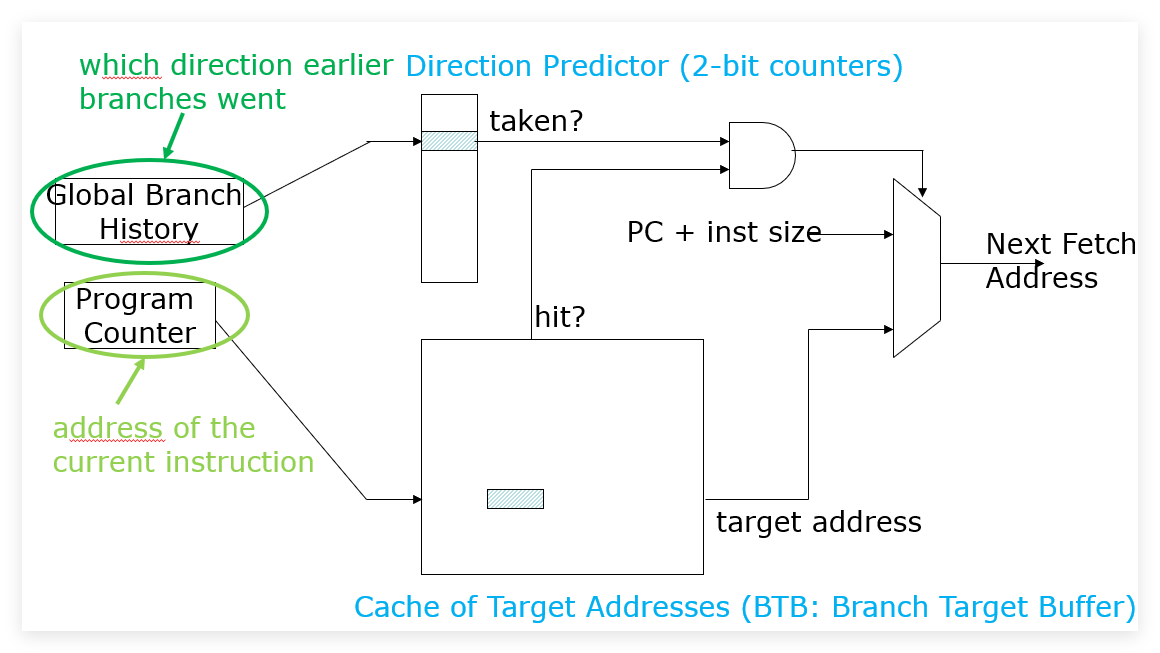 which direction earlier
branches went
Direction Predictor (2-bit counters)
taken?
Global Branch
History
PC + inst size
Next Fetch
Address
Program
Counter
hit?
address of the
current instruction
target address
Cache of Target Addresses (BTB: Branch Target Buffer)